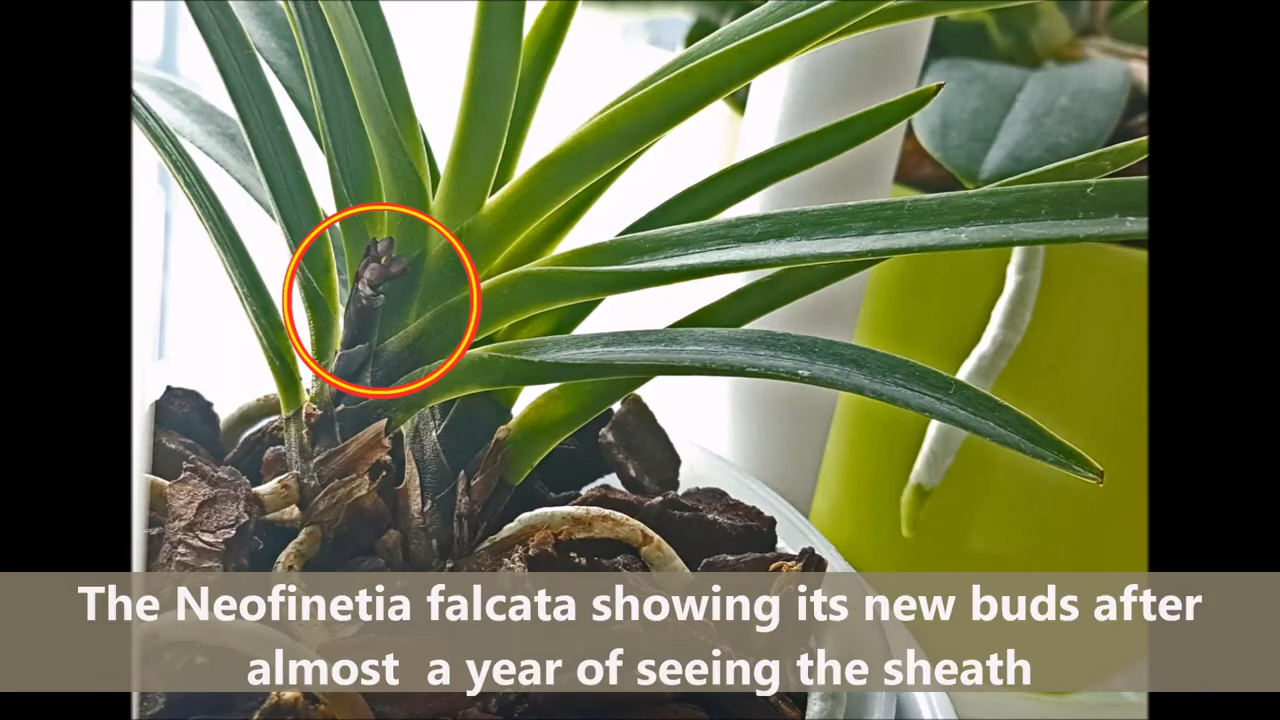 The Neofinetia falcata showing its new buds after
almost  a year of seeing the sheath